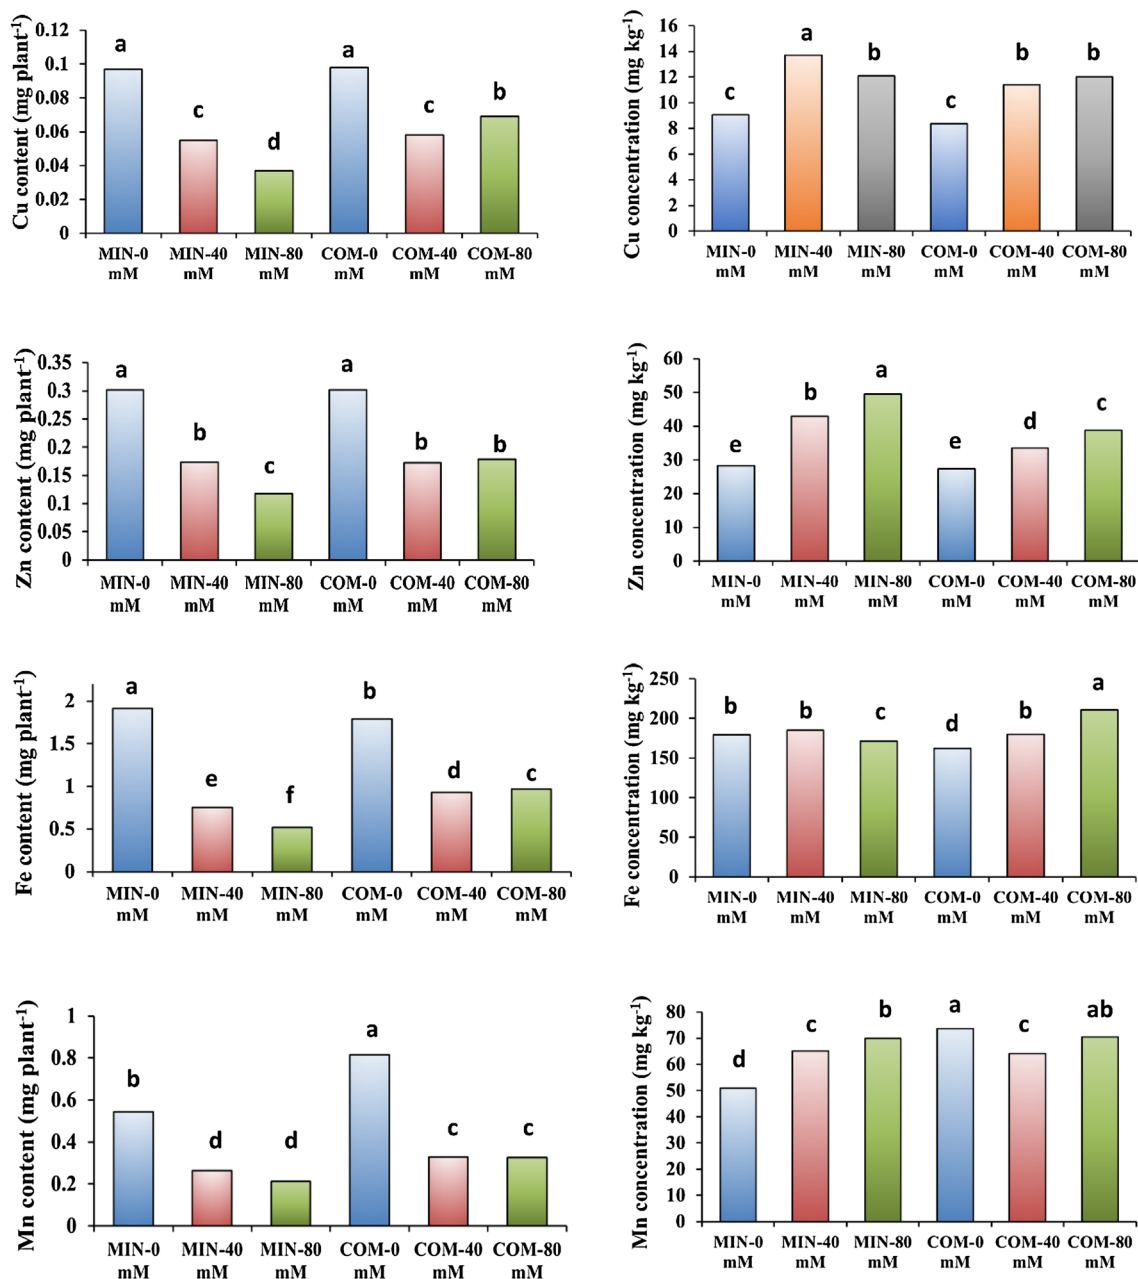 Cu content (mg plant-1)
0.12
0.1
0.08
0.06
0.04
0.02
0
a
c
d
a
c
b
MIN-0 mM
MIN-40 mM
MIN-80 mM
COM-0 mM
COM-40 mM
COM-80 mM
Cu concentration (mg kg-1)
16
14
12
10
8
6
4
2
0
c
a
b
c
b
b
MIN-0 mM
MIN-40 mM
MIN-80 mM
COM-0 mM
COM-40 mM
COM-80 mM
Zn content (mg plant-1)
0.35
0.3
0.25
0.2
0.15
0.1
0.05
0
a
b
c
a
b
b
MIN-0 mM
MIN-40 mM
MIN-80 mM
COM-0 mM
COM-40 mM
COM-80 mM
Zn concentration (mg kg-1)
60
50
40
30
20
10
0
e
b
a
e
d
c
MIN-0 mM
MIN-40 mM
MIN-80 mM
COM-0 mM
COM-40 mM
COM-80 mM
Fe content (mg plant-1)
2
1.5
1
0.5
0
a
e
f
b
d
c
MIN-0 mM
MIN-40 mM
MIN-80 mM
COM-0 mM
COM-40 mM
COM-80 mM
Fe concentration (mg kg-1)
250
200
150
100
50
0
b
b
c
d
b
a
MIN-0 mM
MIN-40 mM
MIN-80 mM
COM-0 mM
COM-40 mM
COM-80 mM
Mn content (mg plant-1)
1
0.8
0.6
0.4
0.2
0
b
d
d
a
c
c
MIN-0 mM
MIN-40 mM
MIN-80 mM
COM-0 mM
COM-40 mM
COM-80 mM
Mn concentration (mg kg-1)
80
70
60
50
40
30
20
10
0
d
c
b
a
c
ab
MIN-0 mM
MIN-40 mM
MIN-80 mM
COM-0 mM
COM-40 mM
COM-80 mM